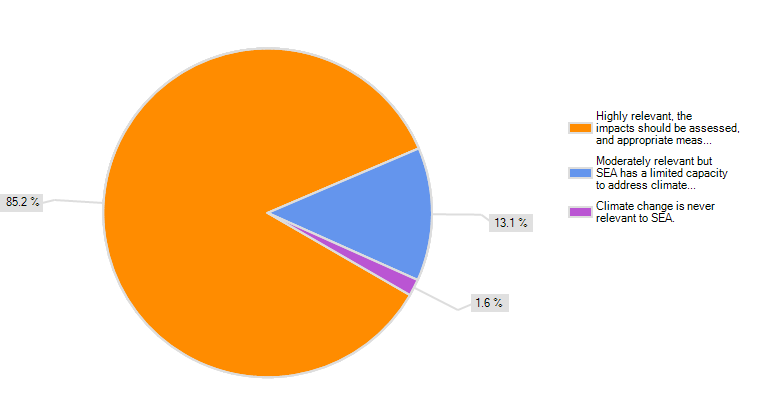 85.2 %
13.1 %
1.6 %
Highly relevant, the
impacts should be assessed,
and appropriate meas...
Moderately relevant but
SEA has a limited capacity
to address climate...
Climate change is never
relevant to SEA.